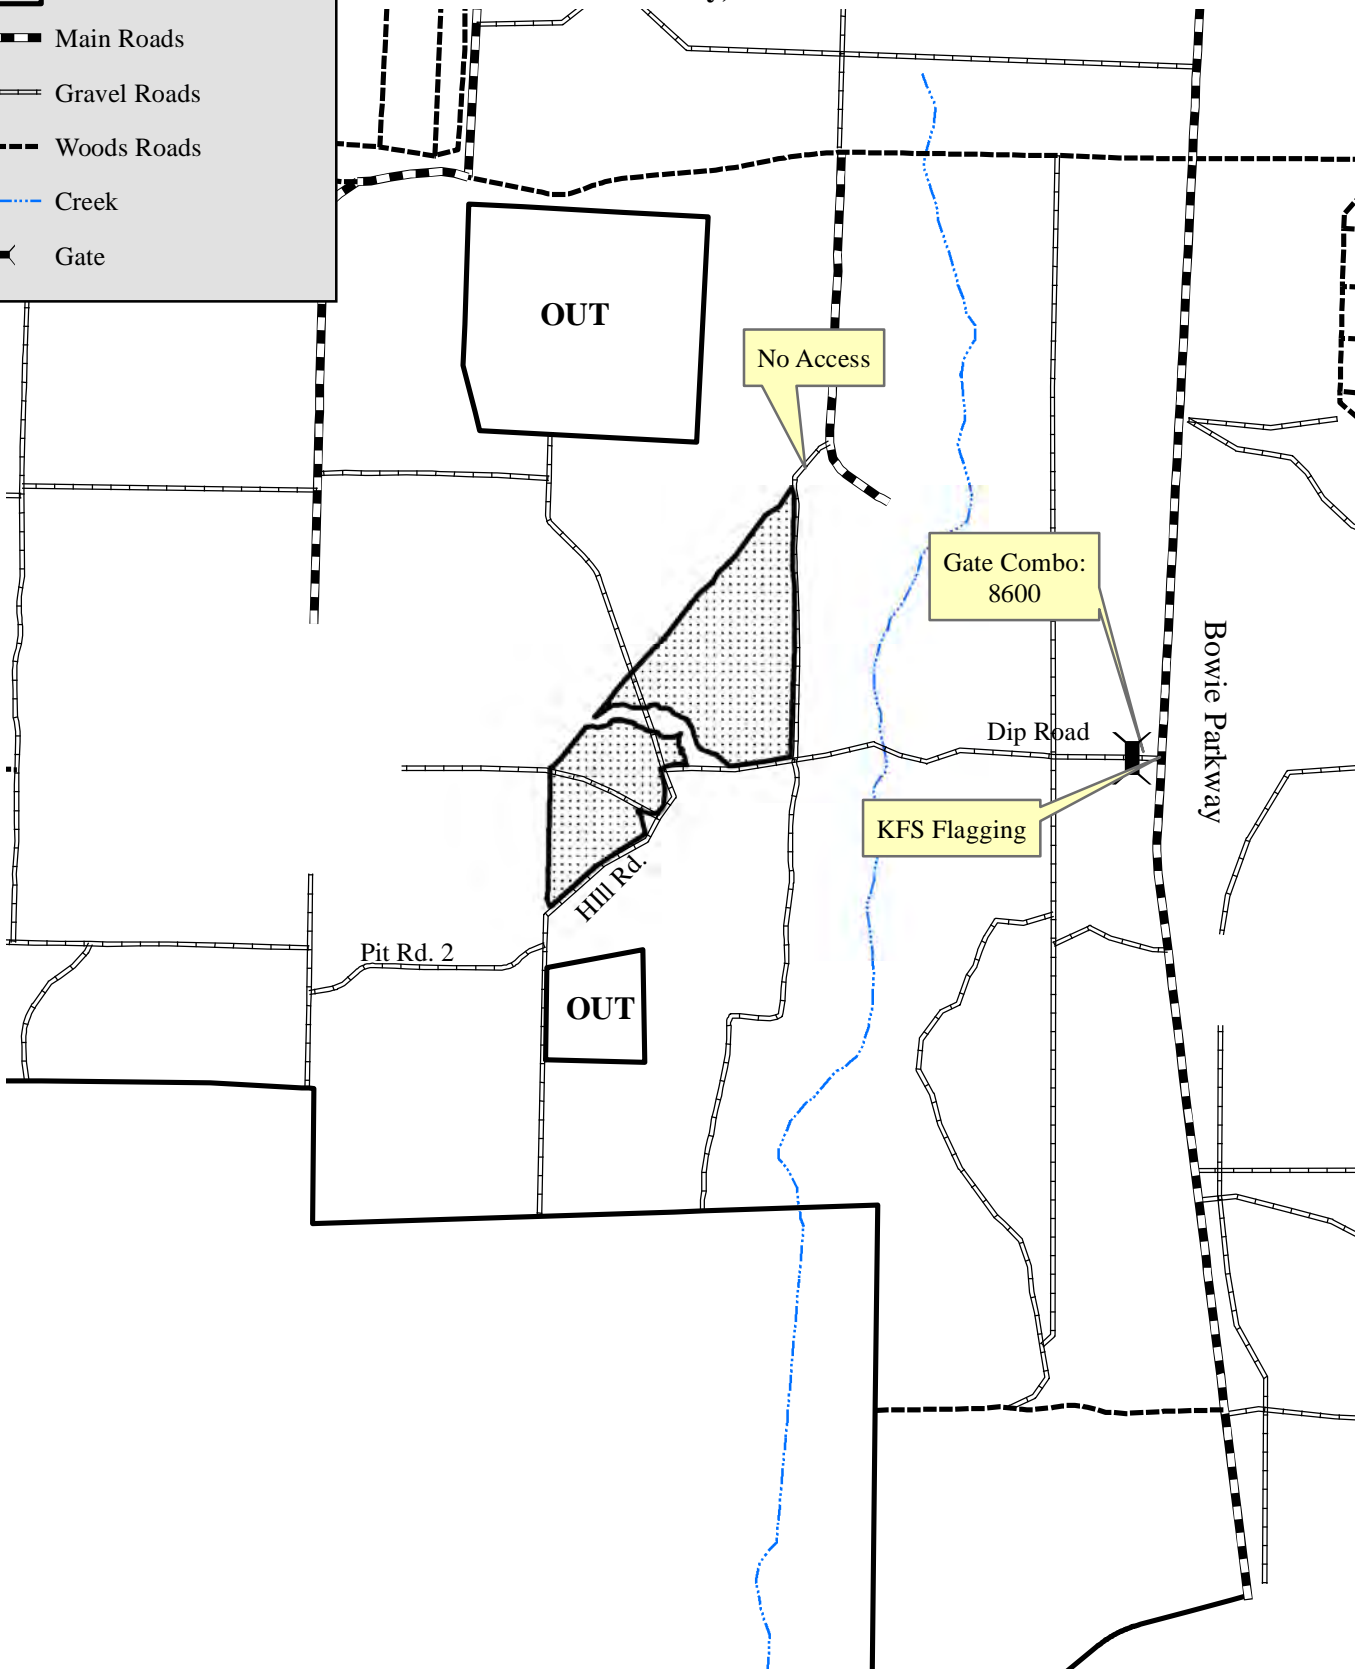 Main Roads
Gravel Roads
Woods Roads
Creek
Gate
OUT
No Access
Gate Combo:
8600
Bowie Parkway
Dip Road
KFS Flagging
HIll Rd.
Pit Rd. 2
OUT